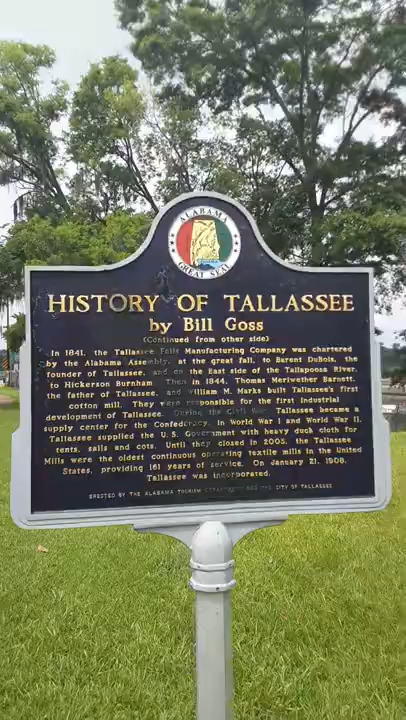 ALABAMA
GREAT SEAL
HISTORY OF TALLASSEE
by Bill Goss
(Continued from other side)
In 1841, the Tallassee Falls Manufacturing Company was chartered
by the Alabama Assembly, at the great fall, to Barent DuBois, the
founder of Tallassee, and on the East side of the Tallapoosa River,
to Hickerson Burnham. Then in 1844, Thomas Meriwether Barnett,
the father of Tallassee, and William M. Marks built Tallassee's first
cotton mill. They were responsible for the first industrial
development of Tallassee. During the Civil War, Tallassee became a
supply center for the Confederacy. In World War I and World War II,
Tallassee supplied the U.S. Government with heavy duck cloth for
tents, sails and cots. Until they closed in 2005, the Tallassee
Mills were the oldest continuous operating textile mills in the United
States, providing 161 years of service. On January 21, 1908,
Tallassee was incorporated.
ERECTED BY THE ALABAMA TOURISM DEPARTMENT AND THE CITY OF TALLASSEE